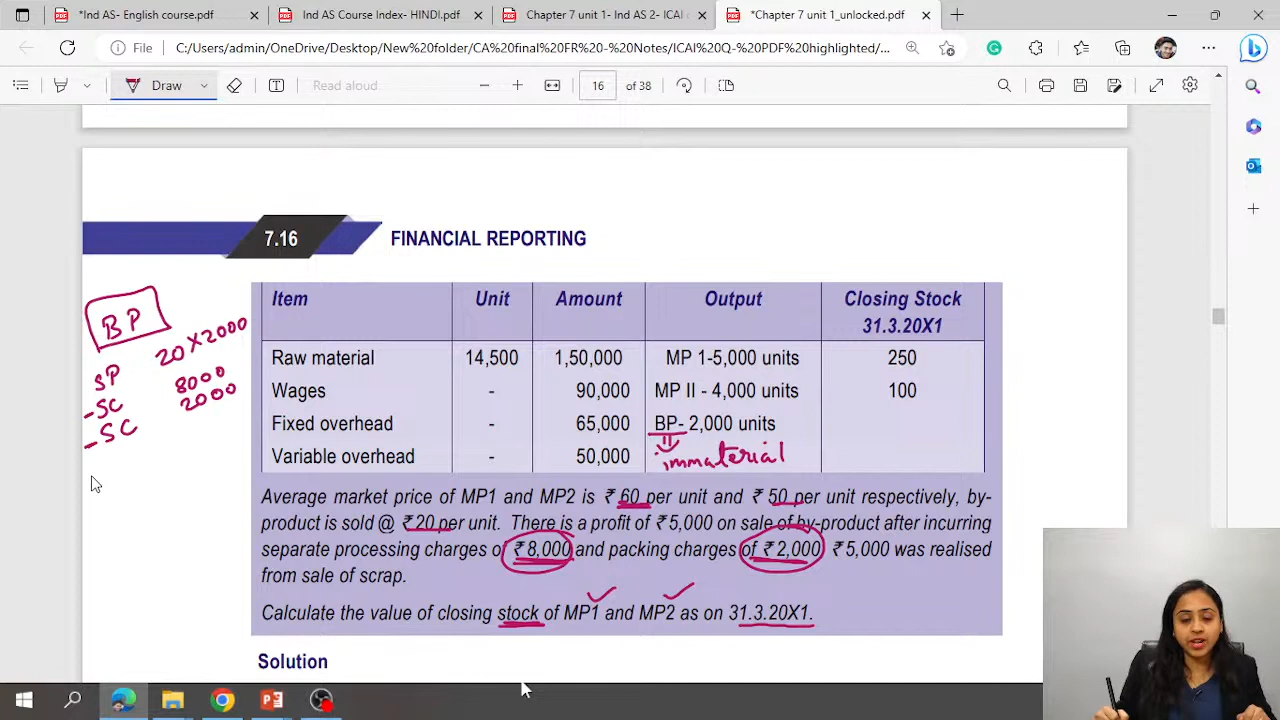 *Ind AS- English course.pdf
Ind AS Course Index- HINDI.pdf
Chapter 7 unit 1- Ind AS 2- ICAI
*Chapter 7 unit 1_unlocked.pdf
File
C:/Users/admin/OneDrive/Desktop/New%20folder/CA%20final%20FR%20-%20Notes/ICAI%20Q-%20PDF%20highlighted/...
Draw
Read aloud
16
of 38
7.16
FINANCIAL REPORTING
Item Unit Amount Output Closing Stock
31.3.20X1
Raw material 14,500 1,50,000 MP 1-5,000 units 250
Wages - 90,000 MP II - 4,000 units 100
Fixed overhead - 65,000 BP- 2,000 units
Variable overhead - 50,000
immaterial
BP
SP 20 X 2000
-SC 8000
-SC 2000
Average market price of MP1 and MP2 is ₹ 60 per unit and ₹ 50 per unit respectively, by-
product is sold @ ₹ 20 per unit. There is a profit of ₹ 5,000 on sale of by-product after incurring
separate processing charges of ₹ 8,000 and packing charges of ₹ 2,000 ₹ 5,000 was realised
from sale of scrap.
Calculate the value of closing stock of MP1 and MP2 as on 31.3.20X1.
Solution